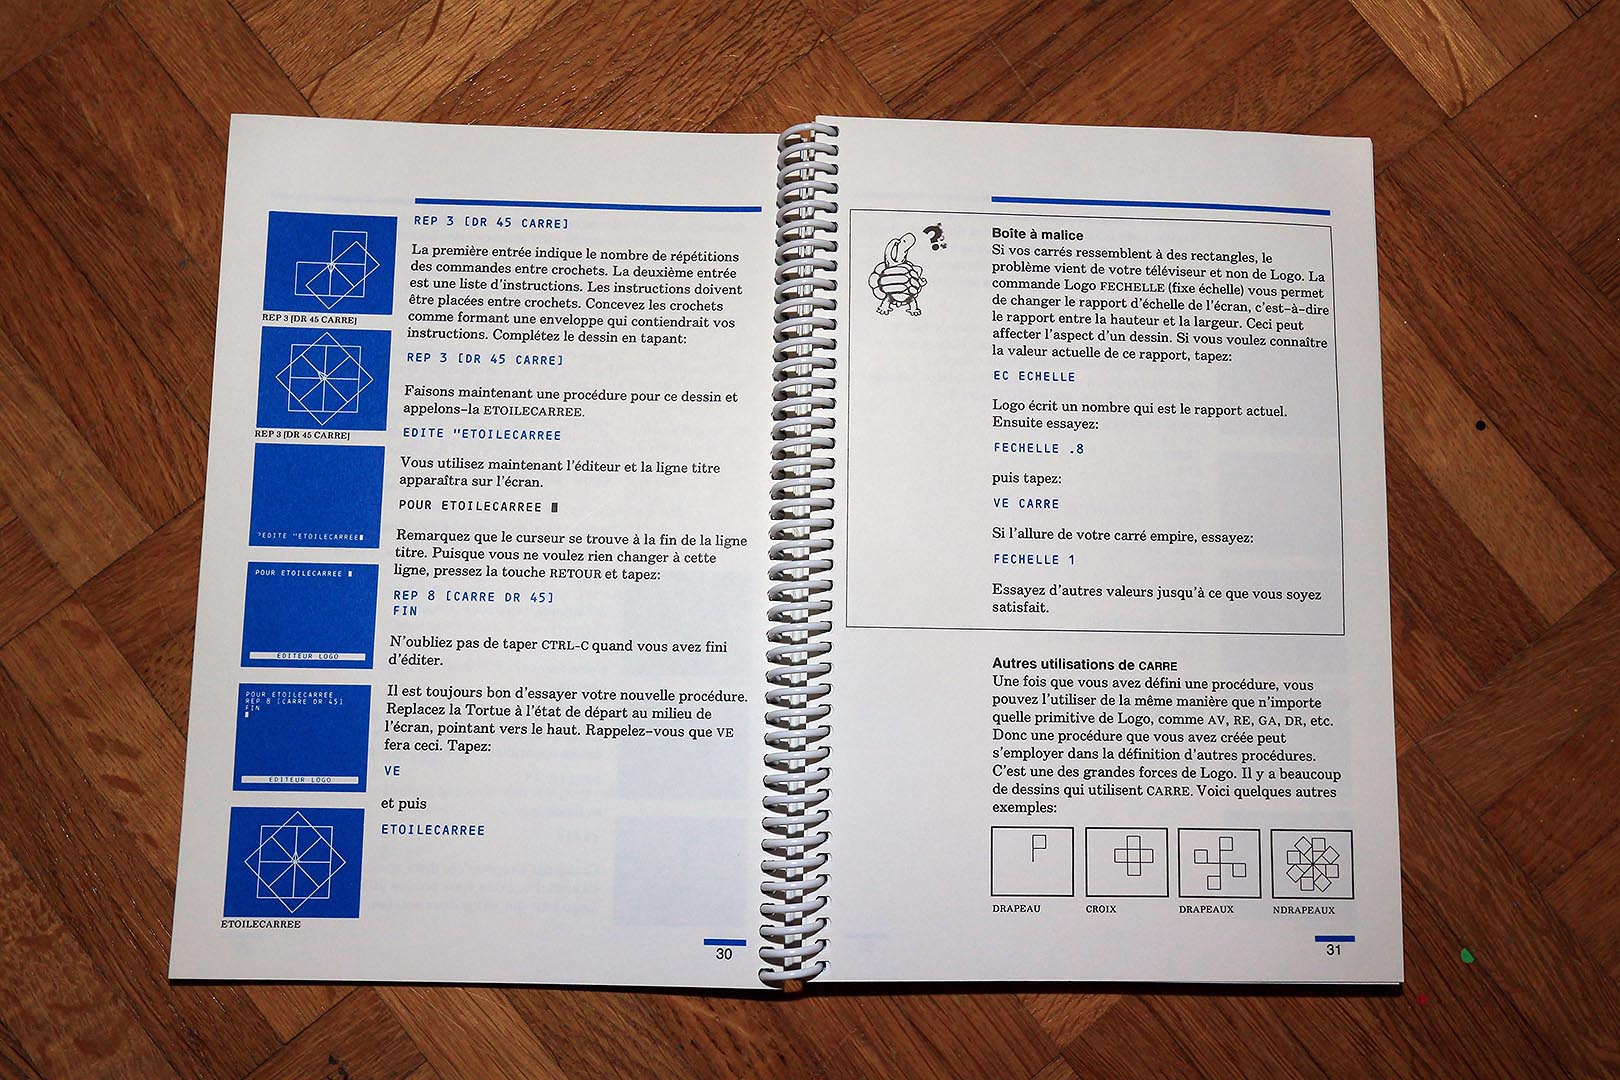 REP 3 [DR 45 CARRE]
La première entrée indique le nombre de répétitions
des commandes entre crochets. La deuxième entrée
est une liste d'instructions. Les instructions doivent
être placées entre crochets. Concevez les crochets
comme formant une enveloppe qui contiendrait vos
instructions. Complétez le dessin en tapant:
REP 3 [DR 45 CARRE]
Faisons maintenant une procédure pour ce dessin et
appelons-la ETOILECARREE.
EDITE "ETOILECARREE
Vous utilisez maintenant l'éditeur et la ligne titre
apparaîtra sur l'écran.
POUR ETOILECARREE
Remarquez que le curseur se trouve à la fin de la ligne
titre. Puisque vous ne voulez rien changer à cette
ligne, pressez la touche RETOUR et tapez:
REP 8 [CARRE DR 45]
FIN
N'oubliez pas de taper CTRL-C quand vous avez fini
d'éditer.
Il est toujours bon d'essayer votre nouvelle procédure.
Replacez la Tortue à l'état de départ au milieu de
l'écran, pointant vers le haut. Rappelez-vous que VE
fera ceci. Tapez:
VE
et puis
ETOILECARREE
REP 3 [DR 45 CARRE]
REP 3 [DR 45 CARRE]
?EDITE "ETOILECARREE
POUR ETOILECARREE
EDITEUR LOGO
POUR ETOILECARREE
REP 8 [CARRE DR 45]
FIN
EDITEUR LOGO
ETOILECARREE
30
Boîte à malice
Si vos carrés ressemblent à des rectangles, le
problème vient de votre téléviseur et non de Logo. La
commande Logo FECHELLE (fixe échelle) vous permet
de changer le rapport d'échelle de l'écran, c'est-à-dire
le rapport entre la hauteur et la largeur. Ceci peut
affecter l'aspect d'un dessin. Si vous voulez connaître
la valeur actuelle de ce rapport, tapez:
EC ECHELLE
Logo écrit un nombre qui est le rapport actuel.
Ensuite essayez:
FECHELLE .8
puis tapez:
VE CARRE
Si l'allure de votre carré empire, essayez:
FECHELLE 1
Essayez d'autres valeurs jusqu'à ce que vous soyez
satisfait.
Autres utilisations de CARRE
Une fois que vous avez défini une procédure, vous
pouvez l'utiliser de la même manière que n'importe
quelle primitive de Logo, comme AV, RE, GA, DR, etc.
Donc une procédure que vous avez créée peut
s'employer dans la définition d'autres procédures.
C'est une des grandes forces de Logo. Il y a beaucoup
de dessins qui utilisent CARRE. Voici quelques autres
exemples:
DRAPEAU CROIX DRAPEAUX NDRAPEAUX
31